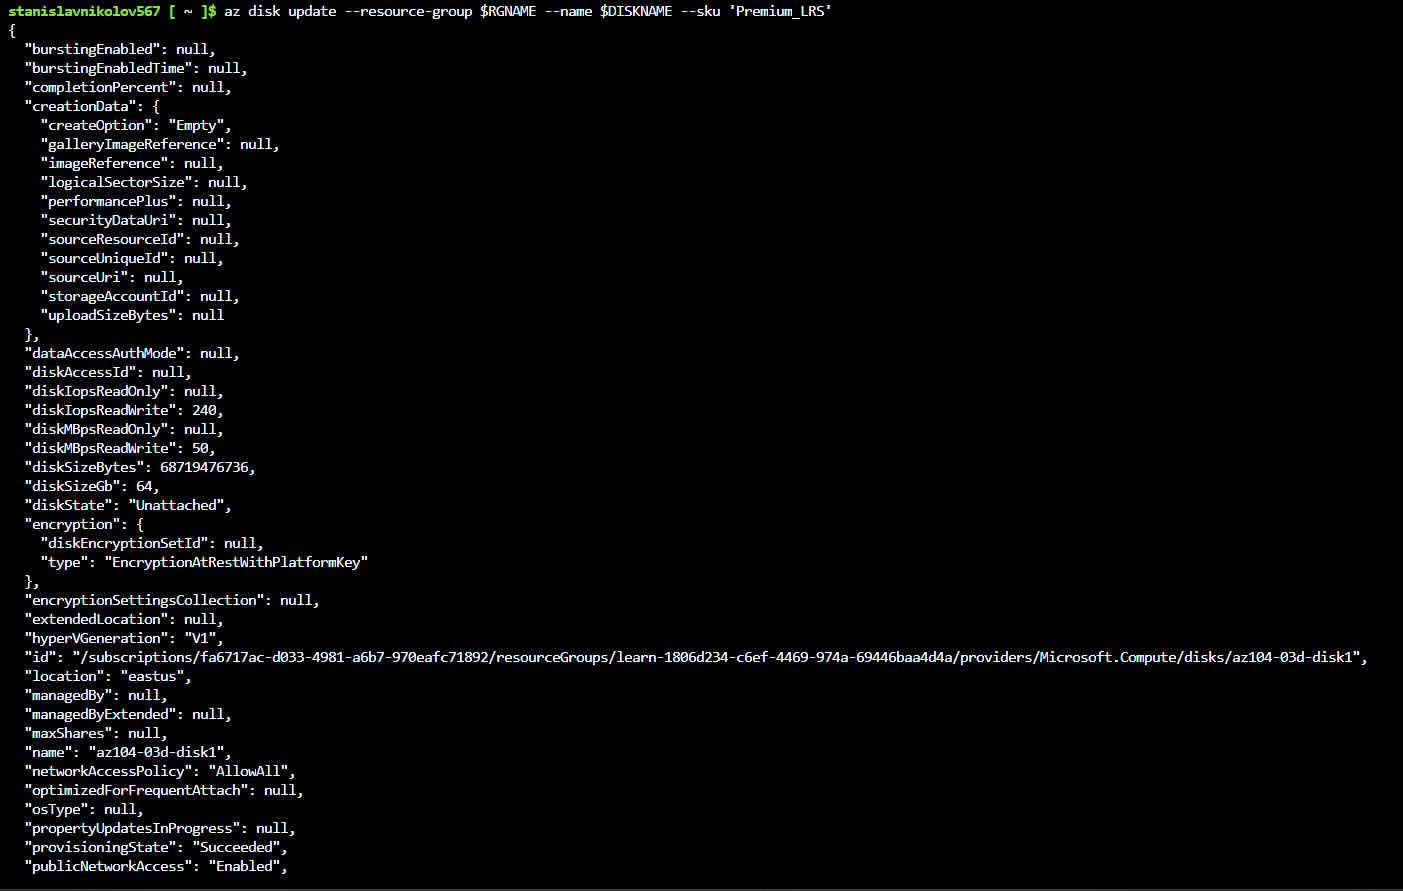 stanislavnikolov567 [ ~ ]$ az disk update --resource-group $RGNAME --name $DISKNAME --sku 'Premium_LRS'
{
  "burstingEnabled": null,
  "burstingEnabledTime": null,
  "completionPercent": null,
  "creationData": {
    "createOption": "Empty",
    "galleryImageReference": null,
    "imageReference": null,
    "logicalSectorSize": null,
    "performancePlus": null,
    "securityDataUri": null,
    "sourceResourceId": null,
    "sourceUniqueId": null,
    "sourceUri": null,
    "storageAccountId": null,
    "uploadSizeBytes": null
  },
  "dataAccessAuthMode": null,
  "diskAccessId": null,
  "diskIopsReadOnly": null,
  "diskIopsReadWrite": 240,
  "diskMBpsReadOnly": null,
  "diskMBpsReadWrite": 50,
  "diskSizeBytes": 68719476736,
  "diskSizeGb": 64,
  "diskState": "Unattached",
  "encryption": {
    "diskEncryptionSetId": null,
    "type": "EncryptionAtRestWithPlatformKey"
  },
  "encryptionSettingsCollection": null,
  "extendedLocation": null,
  "hyperVGeneration": "V1",
  "id": "/subscriptions/fa6717ac-d033-4981-a6b7-970eafc71892/resourceGroups/learn-1806d234-c6ef-4469-974a-69446baa4d4a/providers/Microsoft.Compute/disks/az104-03d-disk1",
  "location": "eastus",
  "managedBy": null,
  "managedByExtended": null,
  "maxShares": null,
  "name": "az104-03d-disk1",
  "networkAccessPolicy": "AllowAll",
  "optimizedForFrequentAttach": null,
  "osType": null,
  "propertyUpdatesInProgress": null,
  "provisioningState": "Succeeded",
  "publicNetworkAccess": "Enabled",